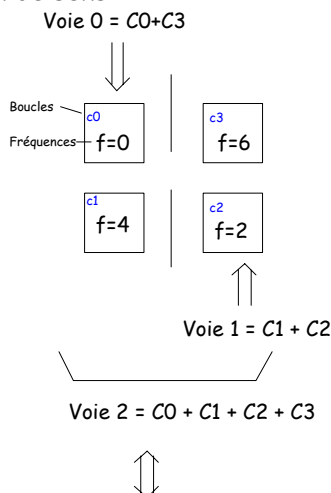 Voie 0 = C0+C3
Boucles
c0
c3
Fréquences
f=0
f=6
c1
c2
f=4
f=2
Voie 1 = C1 + C2
Voie 2 = C0 + C1 + C2 + C3